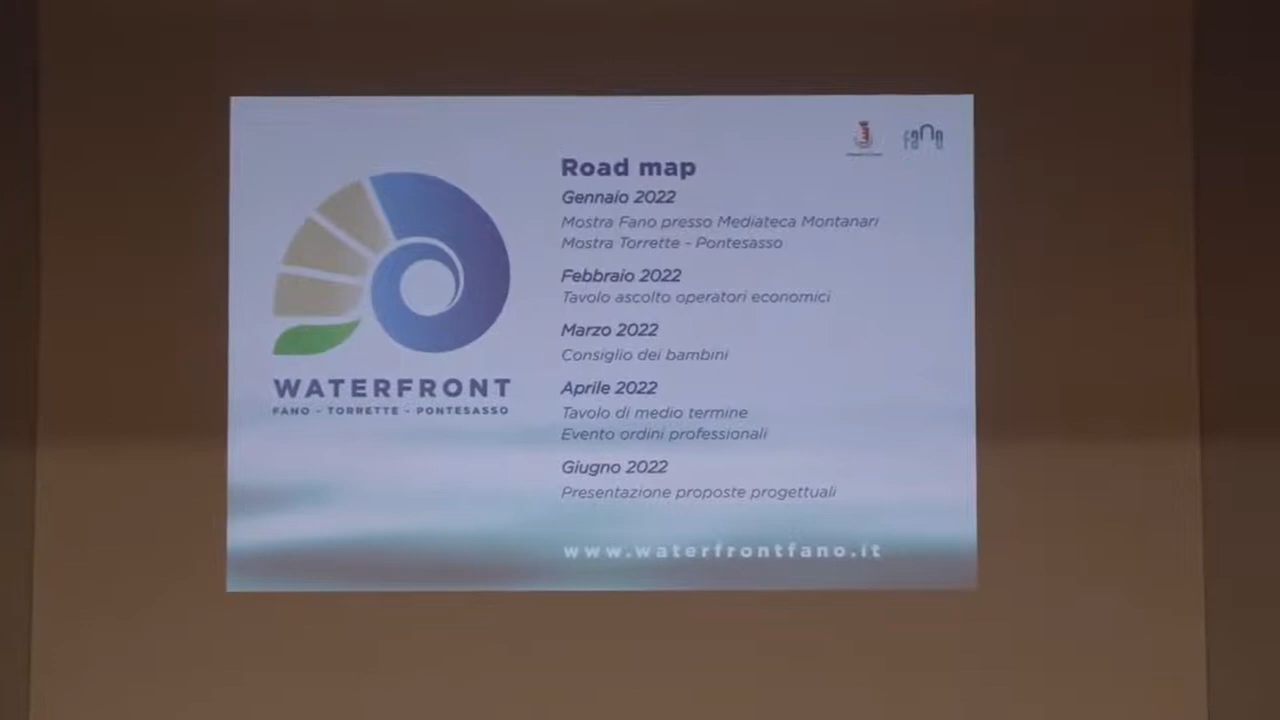 fano
Road map
Gennaio 2022
Mostra Fano presso Mediateca Montanari
Mostra Torrette - Pontesasso
Febbraio 2022
Tavolo ascolto operatori economici
Marzo 2022
Consiglio dei bambini
WATERFRONT
FANO - TORRETTE - PONTESASSO
Aprile 2022
Tavolo di medio termine
Evento ordini professionali
Giugno 2022
Presentazione proposte progettuali
www.waterfrontfano.it